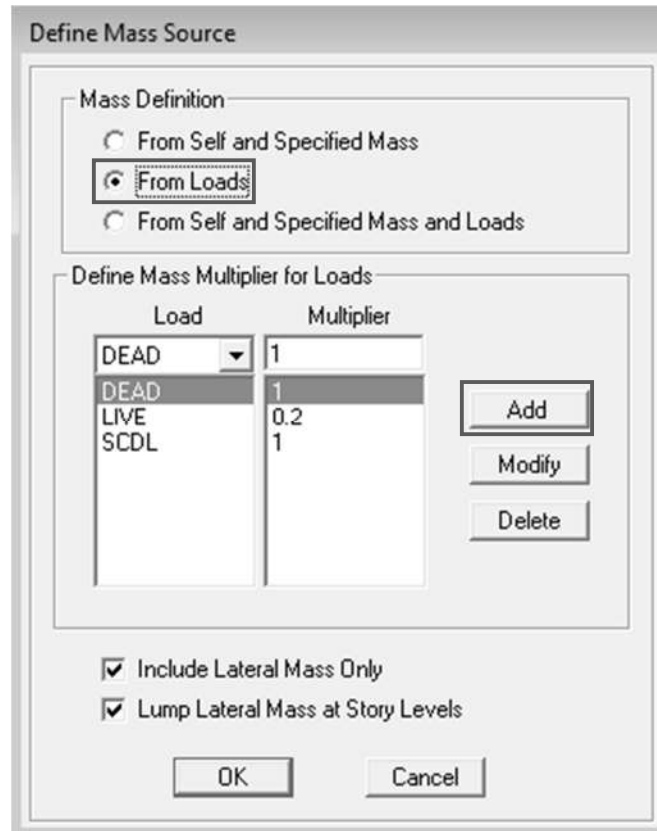 Define Mass Source
Mass Definition
From Self and Specified Mass
From Loads
From Self and Specified Mass and Loads
Define Mass Multiplier for Loads
Load Multiplier
DEAD 1
DEAD 1
LIVE 0.2
SCDL 1
Add
Modify
Delete
Include Lateral Mass Only
Lump Lateral Mass at Story Levels
OK Cancel